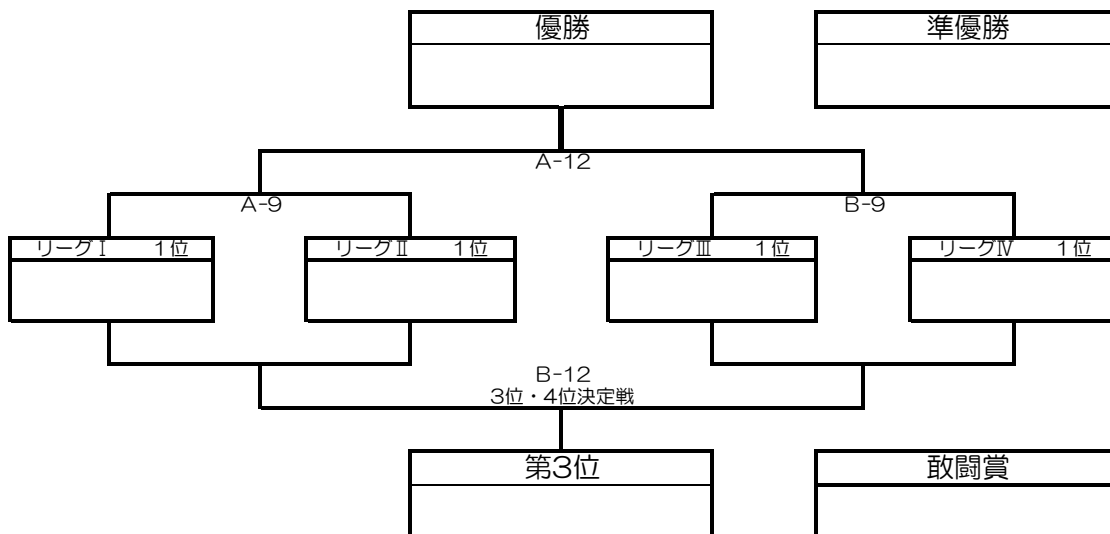 優勝 準優勝
A-12
A-9 B-9
リーグⅠ 1位 リーグⅡ 1位 リーグⅢ 1位 リーグⅣ 1位
B-12
3位・4位決定戦
第3位 敢闘賞